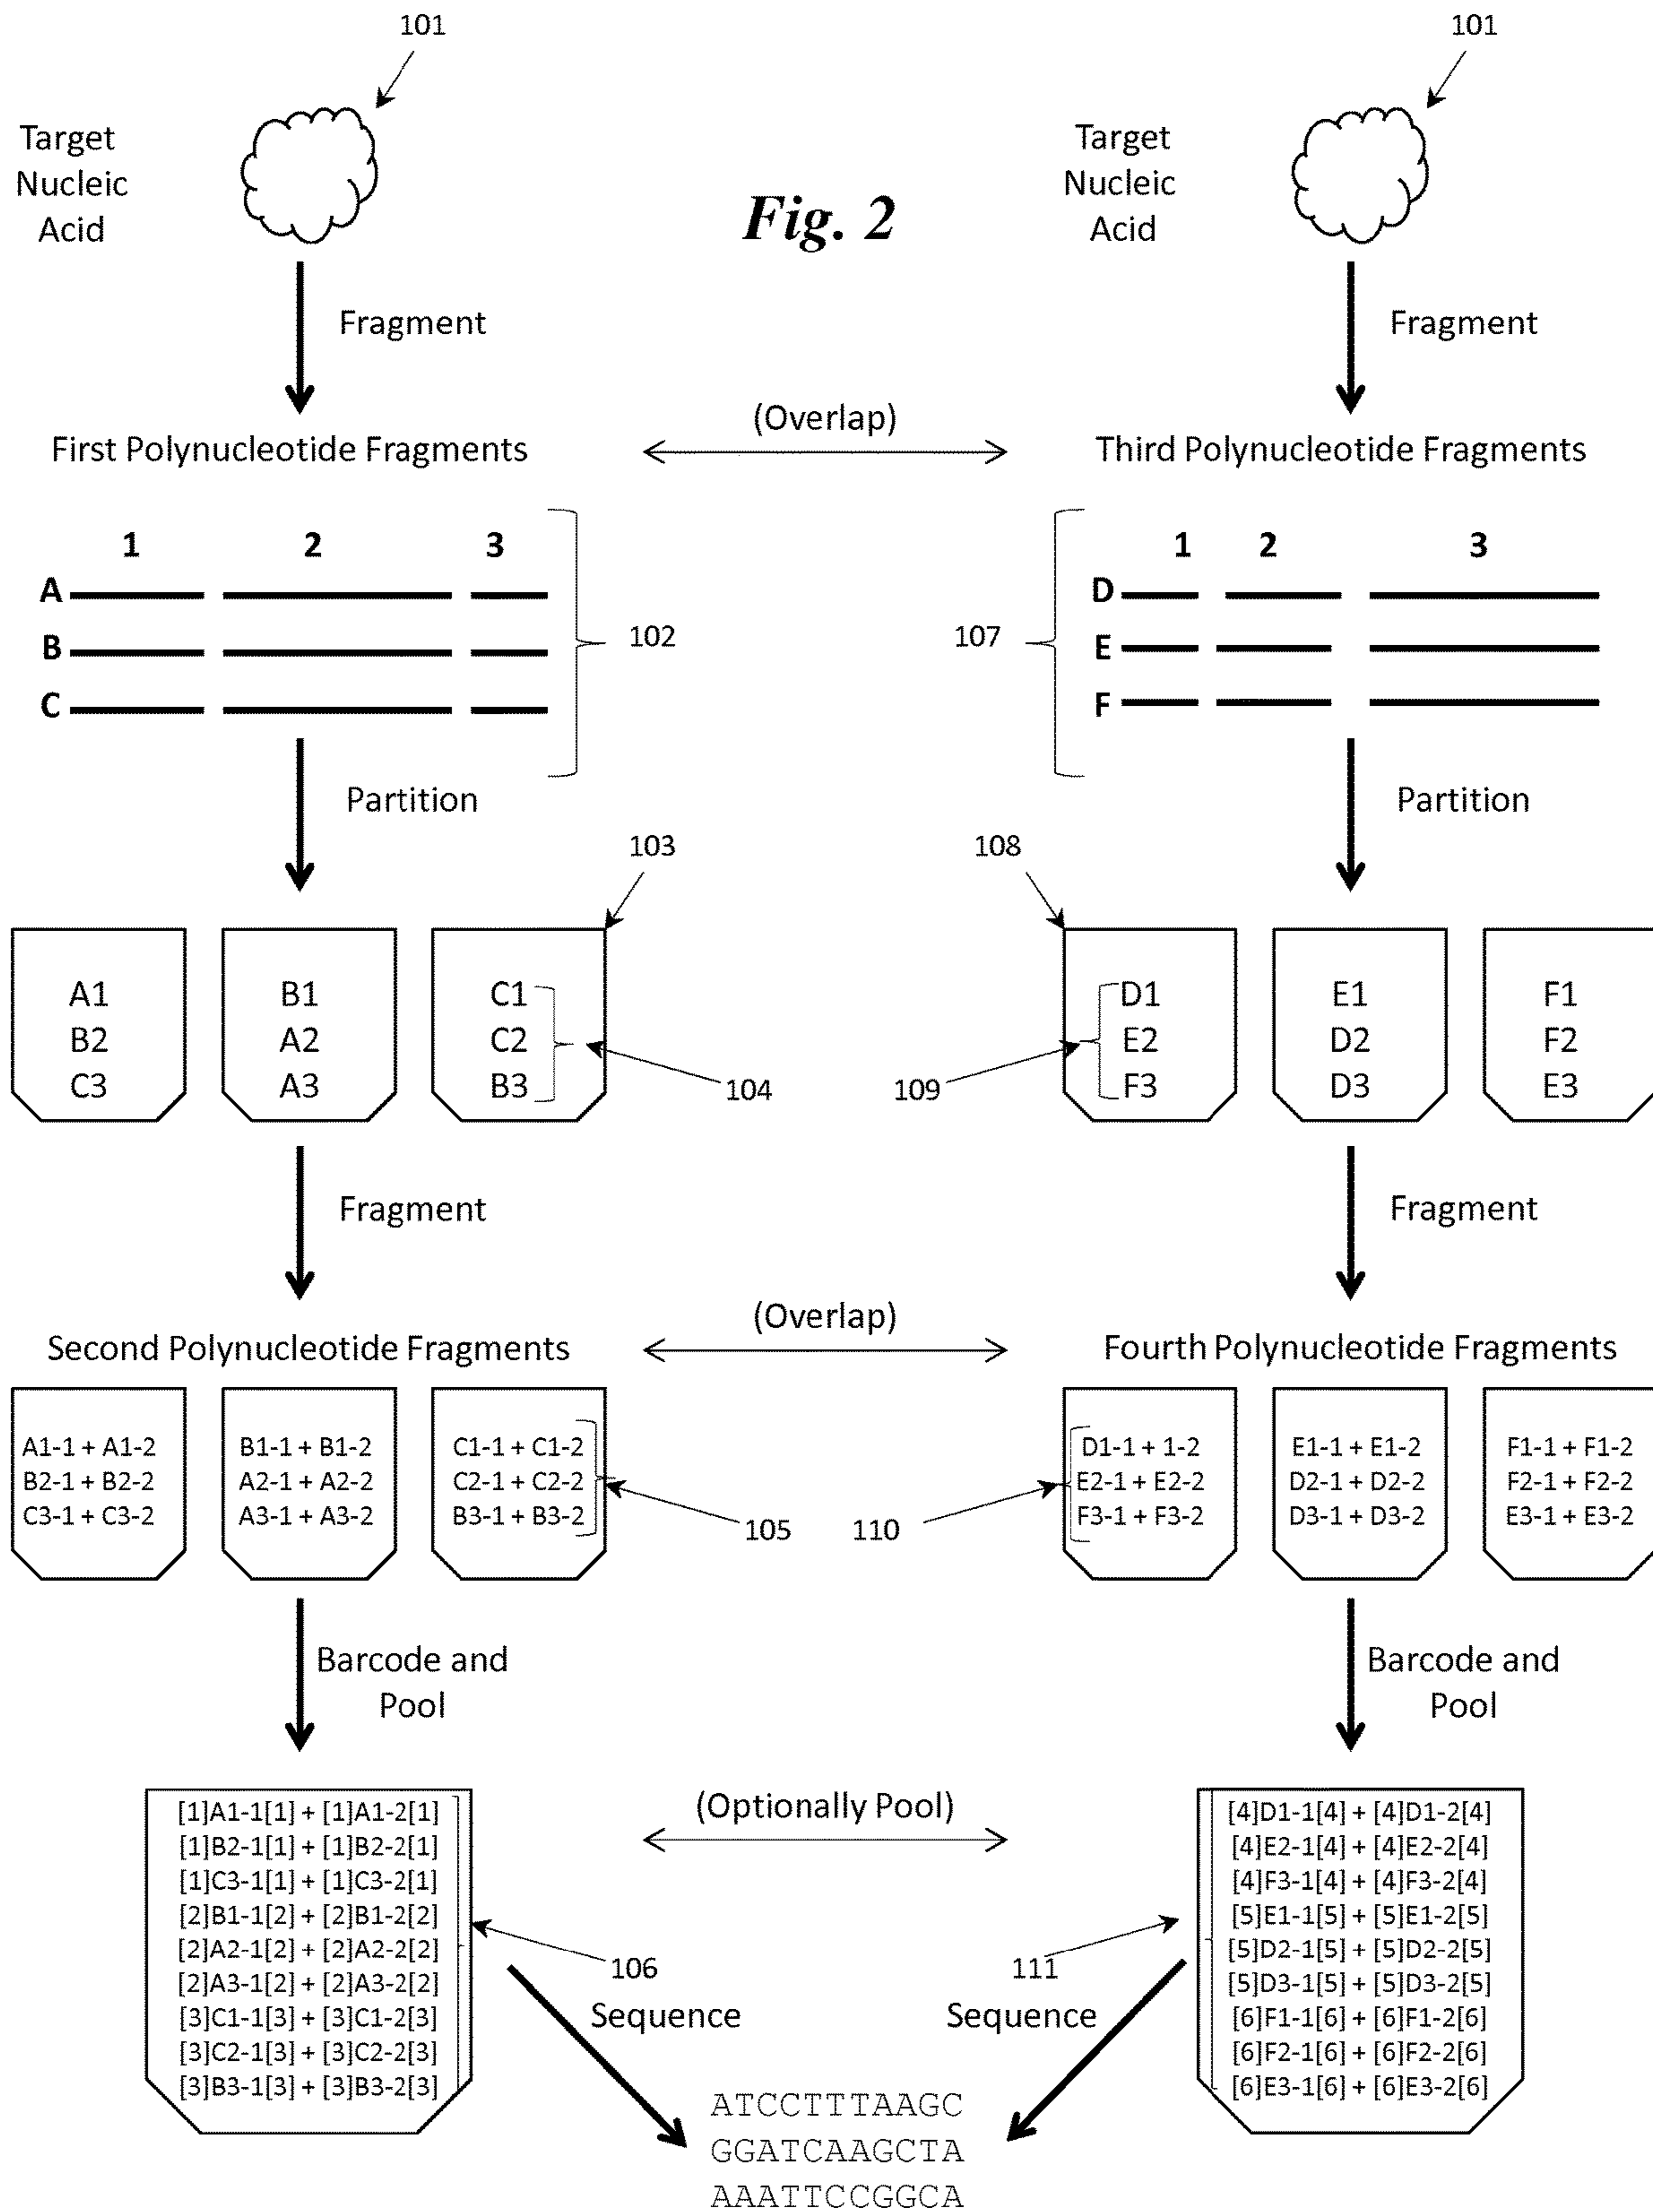 101
101
Target
Nucleic
Acid
Target
Nucleic
Acid
Fig. 2
Fragment
Fragment
(Overlap)
First Polynucleotide Fragments
Third Polynucleotide Fragments
1 2 3
1 2 3
A
B
C
102
D
E
F
107
Partition
Partition
103
108
A1
B2
C3
B1
A2
A3
C1
C2
B3
104
D1
E2
F3
109
E1
D2
D3
F1
F2
E3
Fragment
Fragment
(Overlap)
Second Polynucleotide Fragments
Fourth Polynucleotide Fragments
A1-1 + A1-2
B2-1 + B2-2
C3-1 + C3-2
B1-1 + B1-2
A2-1 + A2-2
A3-1 + A3-2
C1-1 + C1-2
C2-1 + C2-2
B3-1 + B3-2
105
110
D1-1 + 1-2
E2-1 + E2-2
F3-1 + F3-2
E1-1 + E1-2
D2-1 + D2-2
D3-1 + D3-2
F1-1 + F1-2
F2-1 + F2-2
E3-1 + E3-2
Barcode and
Pool
Barcode and
Pool
(Optionally Pool)
[1]A1-1[1] + [1]A1-2[1]
[1]B2-1[1] + [1]B2-2[1]
[1]C3-1[1] + [1]C3-2[1]
[2]B1-1[2] + [2]B1-2[2]
[2]A2-1[2] + [2]A2-2[2]
[2]A3-1[2] + [2]A3-2[2]
[3]C1-1[3] + [3]C1-2[3]
[3]C2-1[3] + [3]C2-2[3]
[3]B3-1[3] + [3]B3-2[3]
106
Sequence
111
Sequence
[4]D1-1[4] + [4]D1-2[4]
[4]E2-1[4] + [4]E2-2[4]
[4]F3-1[4] + [4]F3-2[4]
[5]E1-1[5] + [5]E1-2[5]
[5]D2-1[5] + [5]D2-2[5]
[5]D3-1[5] + [5]D3-2[5]
[6]F1-1[6] + [6]F1-2[6]
[6]F2-1[6] + [6]F2-2[6]
[6]E3-1[6] + [6]E3-2[6]
ATCCTTTAAGC
GGATCAAGCTA
AAATTCCGGCA